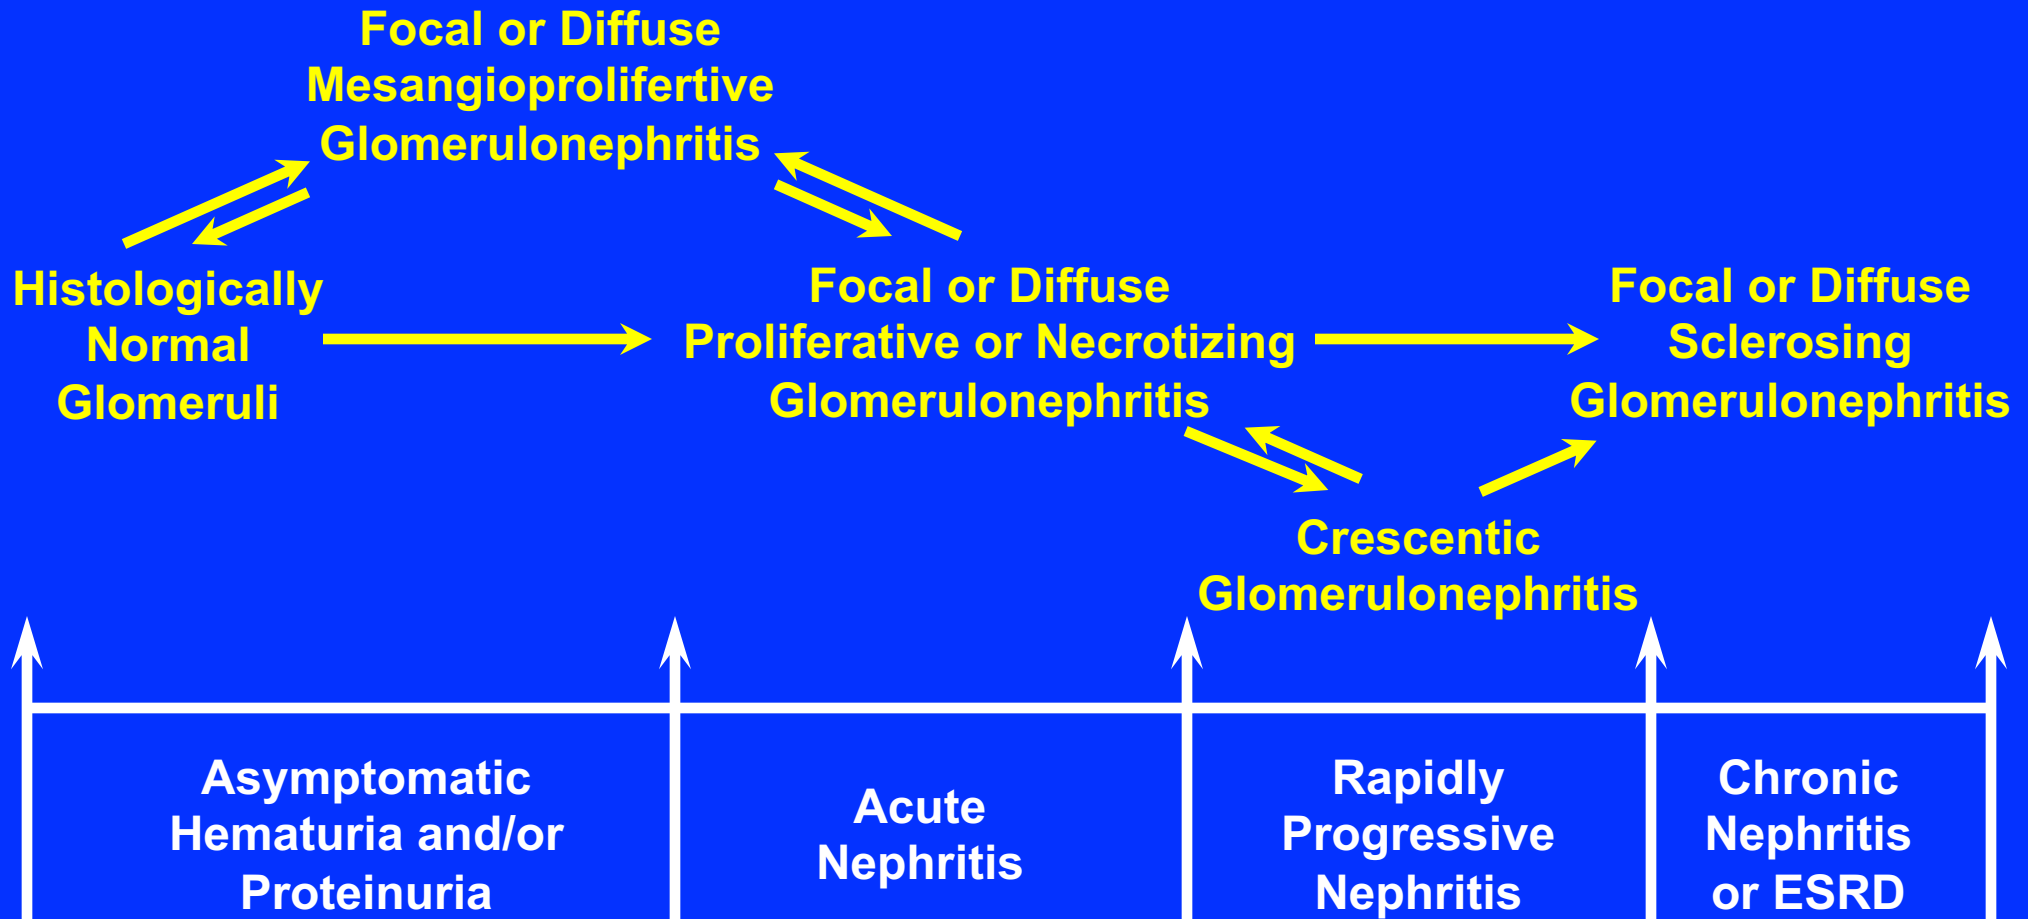 Focal or Diffuse
Mesangioprolifertive
Glomerulonephritis
Histologically
Normal
Glomeruli
Focal or Diffuse
Proliferative or Necrotizing
Glomerulonephritis
Focal or Diffuse
Sclerosing
Glomerulonephritis
Crescentic
Glomerulonephritis
Asymptomatic
Hematuria and/or
Proteinuria
Acute
Nephritis
Rapidly
Progressive
Nephritis
Chronic
Nephritis
or ESRD